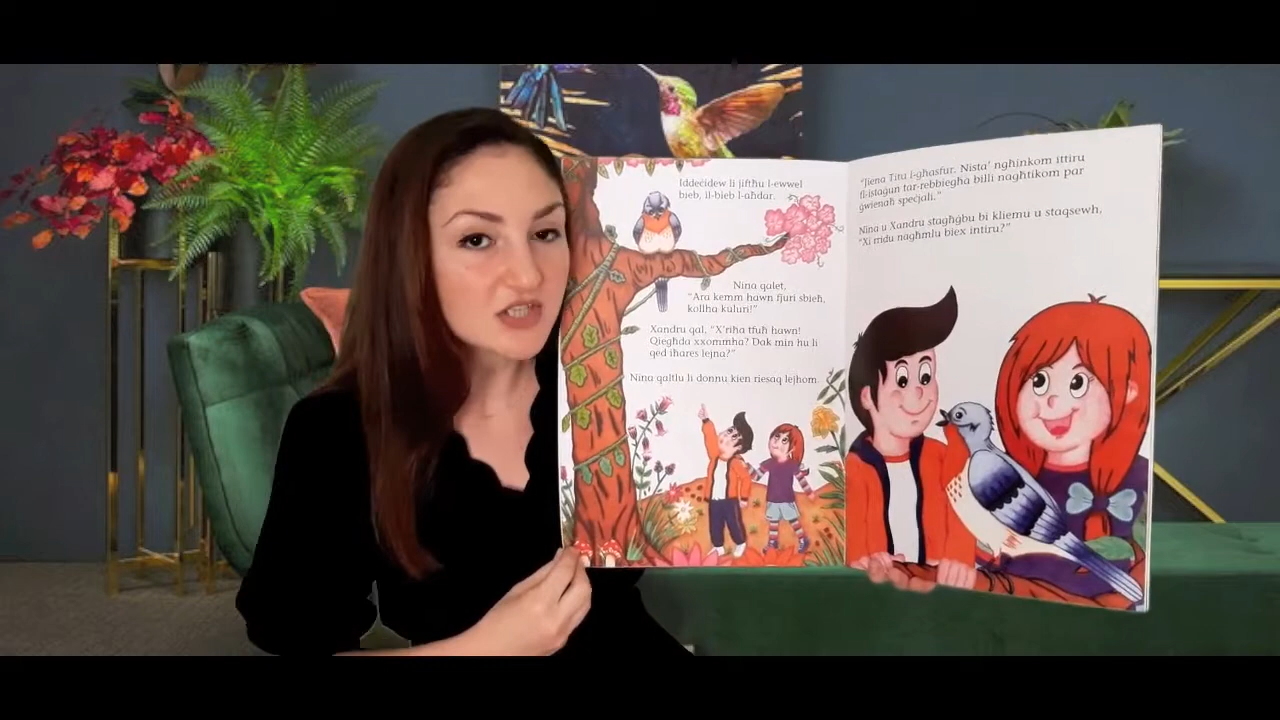 Iddeċidew li jiftħu l-ewwel
bieb, il-bieb l-aħdar.
Nina qalet,
“Ara kemm hawn fjuri sbieħ,
kollha kuluri!”
Xandru qal, “X'riħa tfuħ hawn!
Qiegħda xxommha? Dak min hu li
qed iħares lejna?”
Nina qaltlu li donnu kien riesaq lejhom.
“Jiena Titu l-għasfur. Nista' ngħinkom ittiru
fl-istaġun tar-rebbiegħa billi nagħtikom par
ġwienaħ speċjali.”
Nina u Xandru stagħġbu bi kliemu u staqsewh,
“Xi rridu nagħmlu biex intiru?”